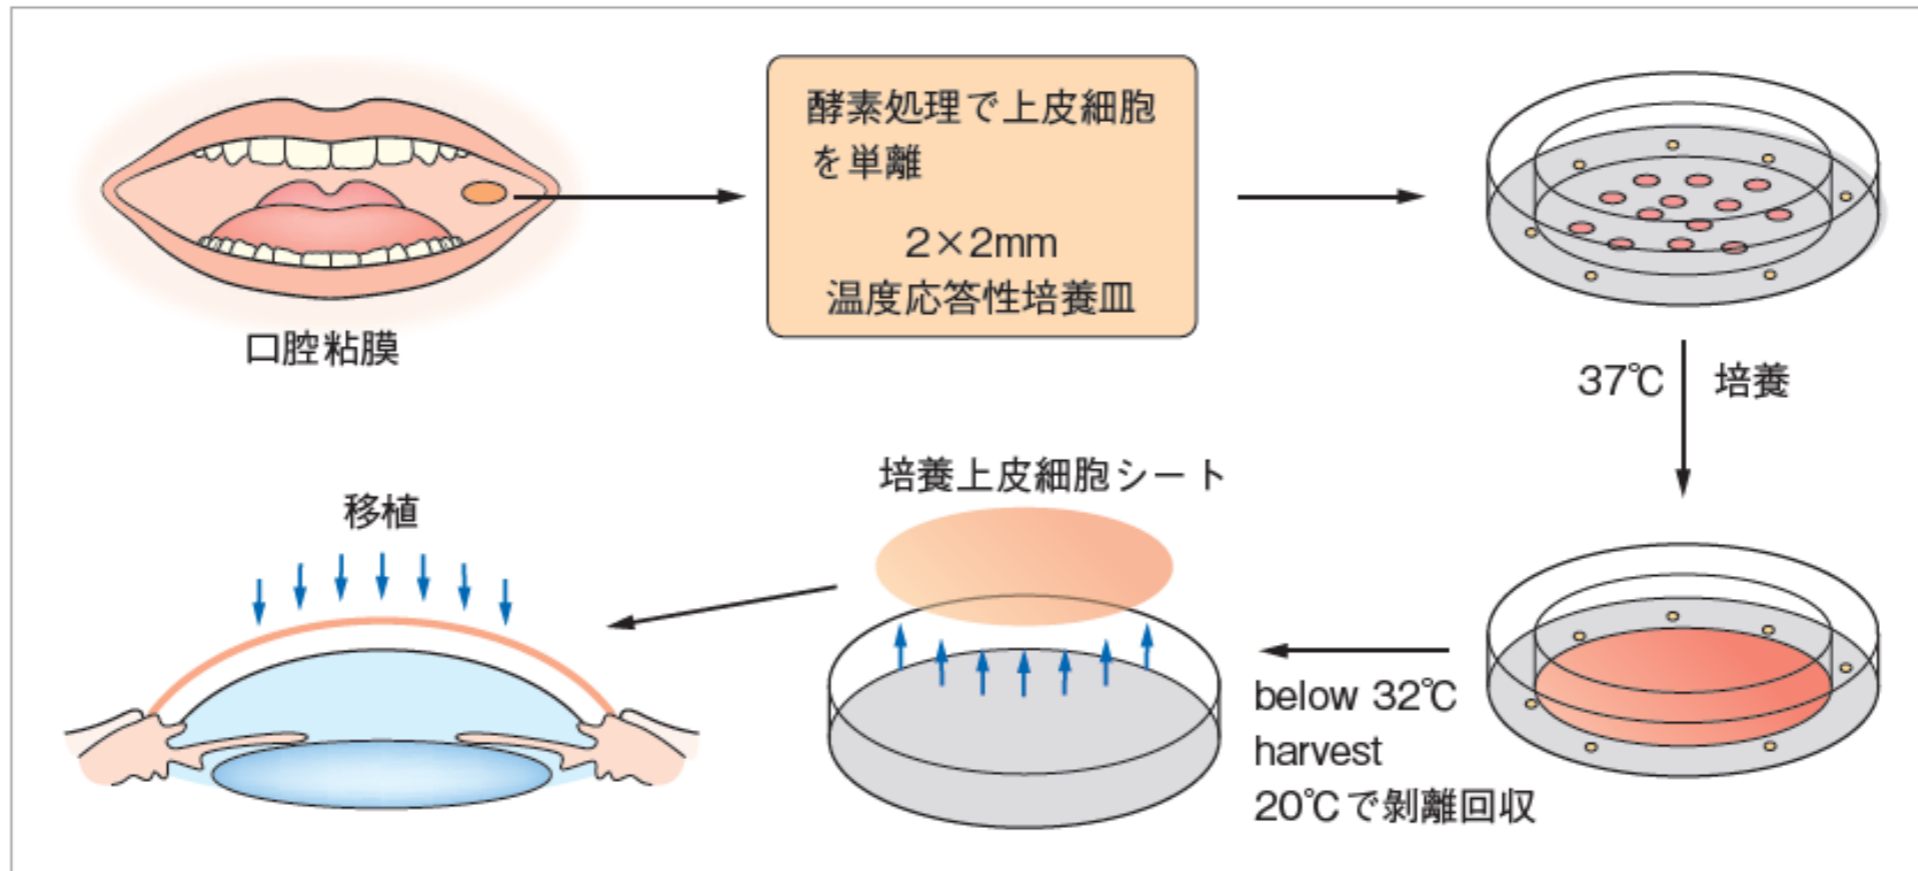 口腔粘膜
酵素処理で上皮細胞
を単離
2×2mm
温度応答性培養皿
37℃
培養
below 32℃
harvest
20℃で剝離回収
培養上皮細胞シート
移植